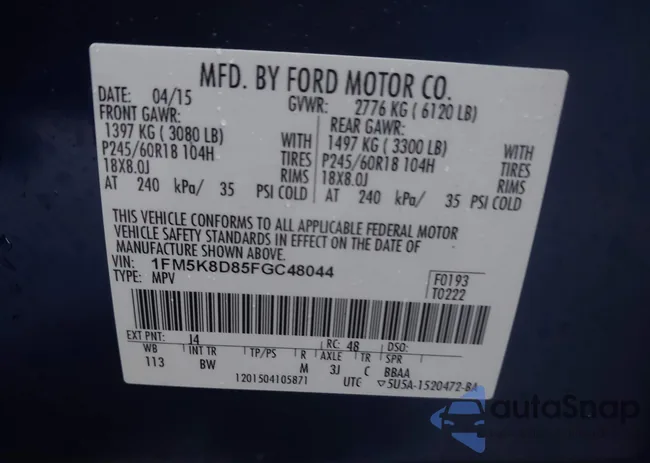 MFD. BY FORD MOTOR CO.
DATE: 04/15 GVWR: 2776 KG ( 6120 LB)
FRONT GAWR: REAR GAWR:
1397 KG ( 3080 LB) WITH 1497 KG ( 3300 LB) WITH
P245/60R18 104H TIRES P245/60R18 104H TIRES
18X8.0J RIMS 18X8.0J RIMS
AT 240 kPa/ 35 PSI COLD AT 240 kPa/ 35 PSI COLD
THIS VEHICLE CONFORMS TO ALL APPLICABLE FEDERAL MOTOR
VEHICLE SAFETY STANDARDS IN EFFECT ON THE DATE OF
MANUFACTURE SHOWN ABOVE.
VIN: 1FM5K8D85FGC48044 F0193
TYPE: MPV T0222
EXT PNT: J4 RC: 48 DSO:
WB INT TR TP/PS R AXLE TR SPR
113 BW M 3J C BBAA
1201504105871 UTC ▽5U5A-1520472-BA
autoSnap